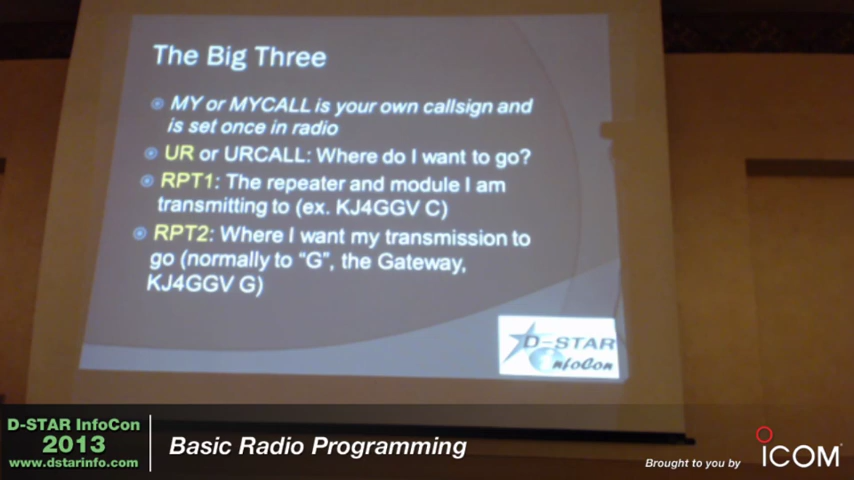 The Big Three
MY or MYCALL is your own callsign and
is set once in radio
UR or URCALL: Where do I want to go?
RPT1: The repeater and module I am
transmitting to (ex. KJ4GGV C)
RPT2: Where I want my transmission to
go (normally to “G”, the Gateway,
KJ4GGV G)
D-STAR
InfoCon
D-STAR InfoCon
2013
www.dstarinfo.com
Basic Radio Programming
Brought to you by
ICOM